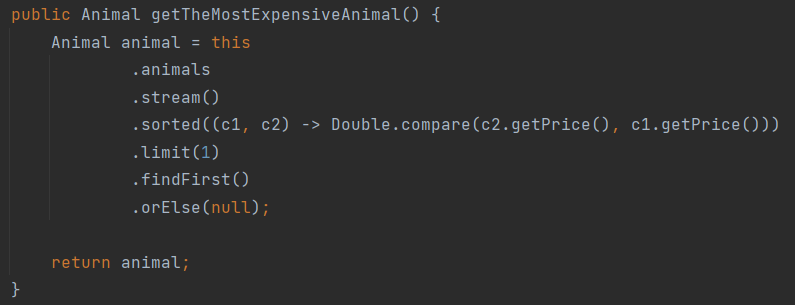 public Animal getTheMostExpensiveAnimal() {
Animal animal = this
.animals
.stream()
.sorted((c1, c2) -> Double.compare(c2.getPrice(), c1.getPrice()))
.limit(1)
.findFirst()
.orElse(null);
return animal;
}